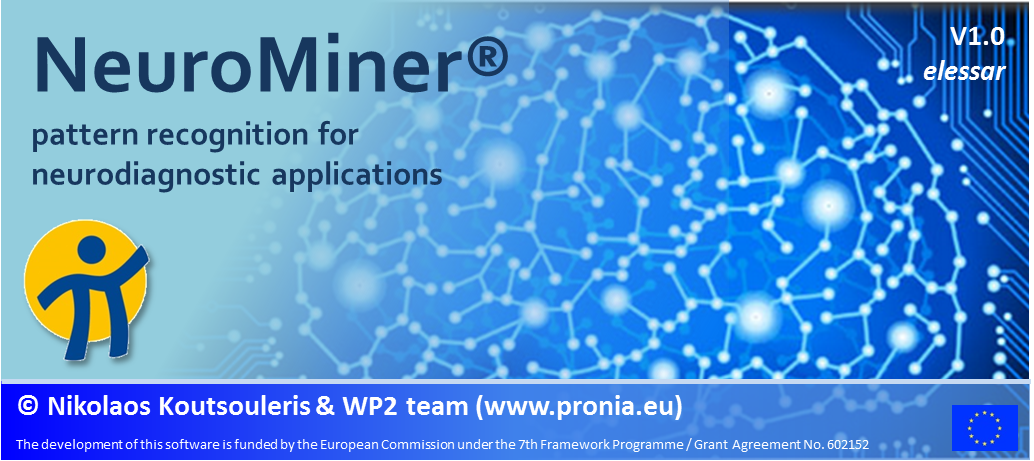 NeuroMiner®
V1.0
elessar
pattern recognition for
neurodiagnostic applications
© Nikolaos Koutsouleris & WP2 team (www.pronia.eu)
The development of this software is funded by the European Commission under the 7th Framework Programme / Grant Agreement No. 602152